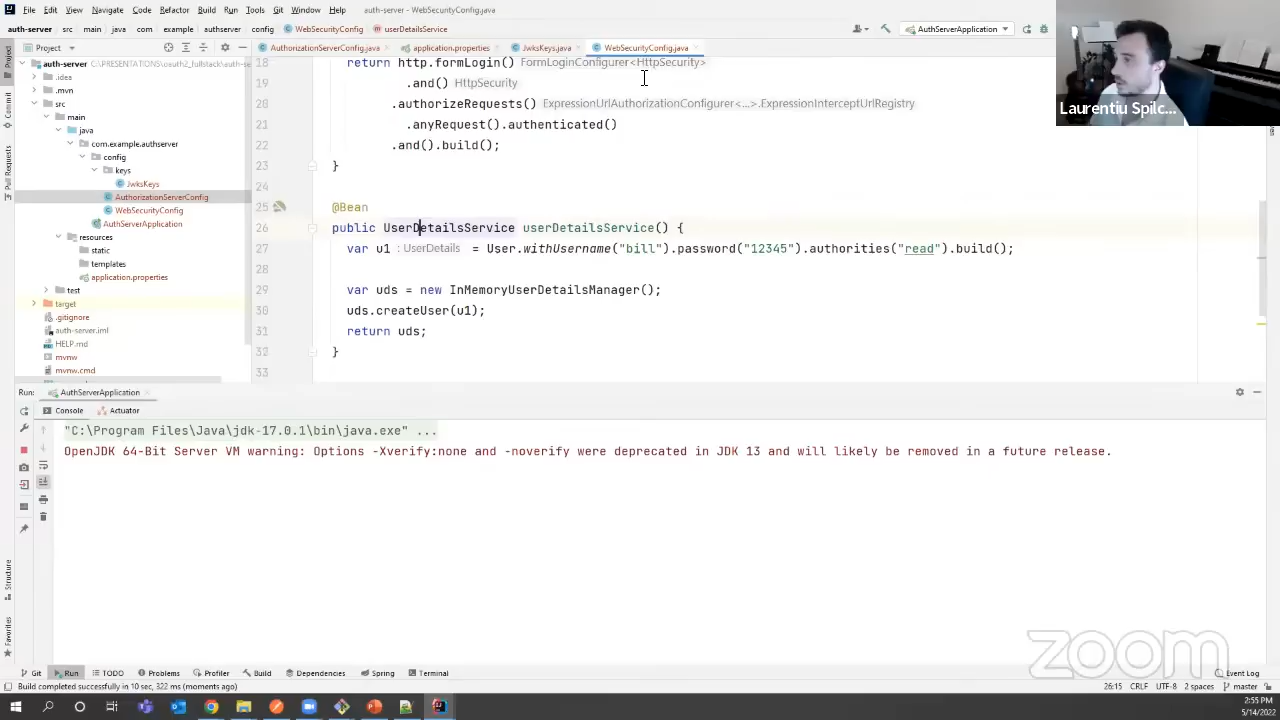 File Edit View Navigate Code Refactor Build Run Tools Git Window Help auth-server - WebSecurityConfig.java
auth-server src main java com example authserver config WebSecurityConfig userDetailsService AuthServerApplication
Project AuthorizationServerConfig.java application.properties JwksKeys.java WebSecurityConfig.java
auth-server
.idea
.mvn
src
main
java
com.example.authserver
config
keys
JwksKeys
AuthorizationServerConfig
WebSecurityConfig
AuthServerApplication
resources
static
templates
application.properties
test
target
.gitignore
auth-server.iml
HELP.md
mvnw
mvnw.cmd
Project
Commit
Pull Requests
18 return http.formLogin() FormLoginConfigurer<HttpSecurity>
19 .and() HttpSecurity
20 .authorizeRequests() ExpressionUrlAuthorizationConfigurer<...>.ExpressionInterceptUrlRegistry
21 .anyRequest().authenticated()
22 .and().build();
23 }
24
25 @Bean
26 public UserDetailsService userDetailsService() {
27 var u1 : UserDetails = User.withUsername("bill").password("12345").authorities("read").build();
28
29 var uds = new InMemoryUserDetailsManager();
30 uds.createUser(u1);
31 return uds;
32 }
33
Laurentiu Spilc...
Run: AuthServerApplication
Console Actuator
"C:\Program Files\Java\jdk-17.0.1\bin\java.exe" ...
OpenJDK 64-Bit Server VM warning: Options -Xverify:none and -noverify were deprecated in JDK 13 and will likely be removed in a future release.
Structure
Favorites
zoom
Git Run TODO Problems Profiler Build Dependencies Spring Terminal Event Log
Build completed successfully in 10 sec, 322 ms (moments ago) 26:15 CRLF UTF-8 2 spaces master
2:55 PM
5/14/2022